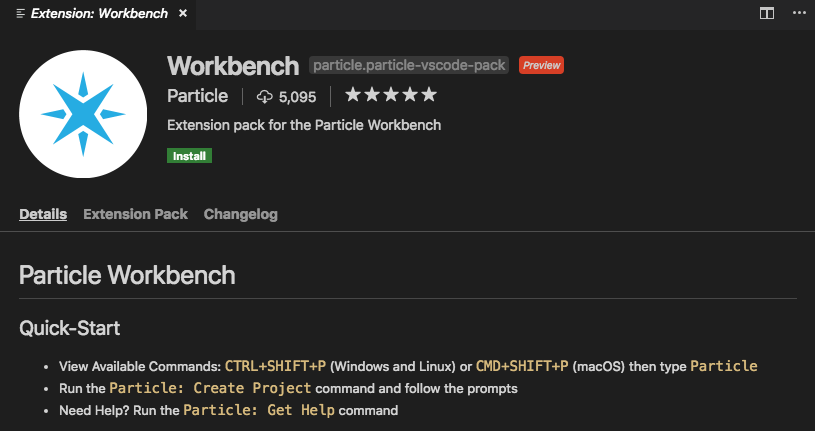 Extension: Workbench ×
Workbench particle.particle-vscode-pack Preview
Particle 5,095 ★★★★★
Extension pack for the Particle Workbench
Install
Details Extension Pack Changelog
Particle Workbench
Quick-Start
• View Available Commands: CTRL+SHIFT+P (Windows and Linux) or CMD+SHIFT+P (macOS) then type Particle
• Run the Particle: Create Project command and follow the prompts
• Need Help? Run the Particle: Get Help command